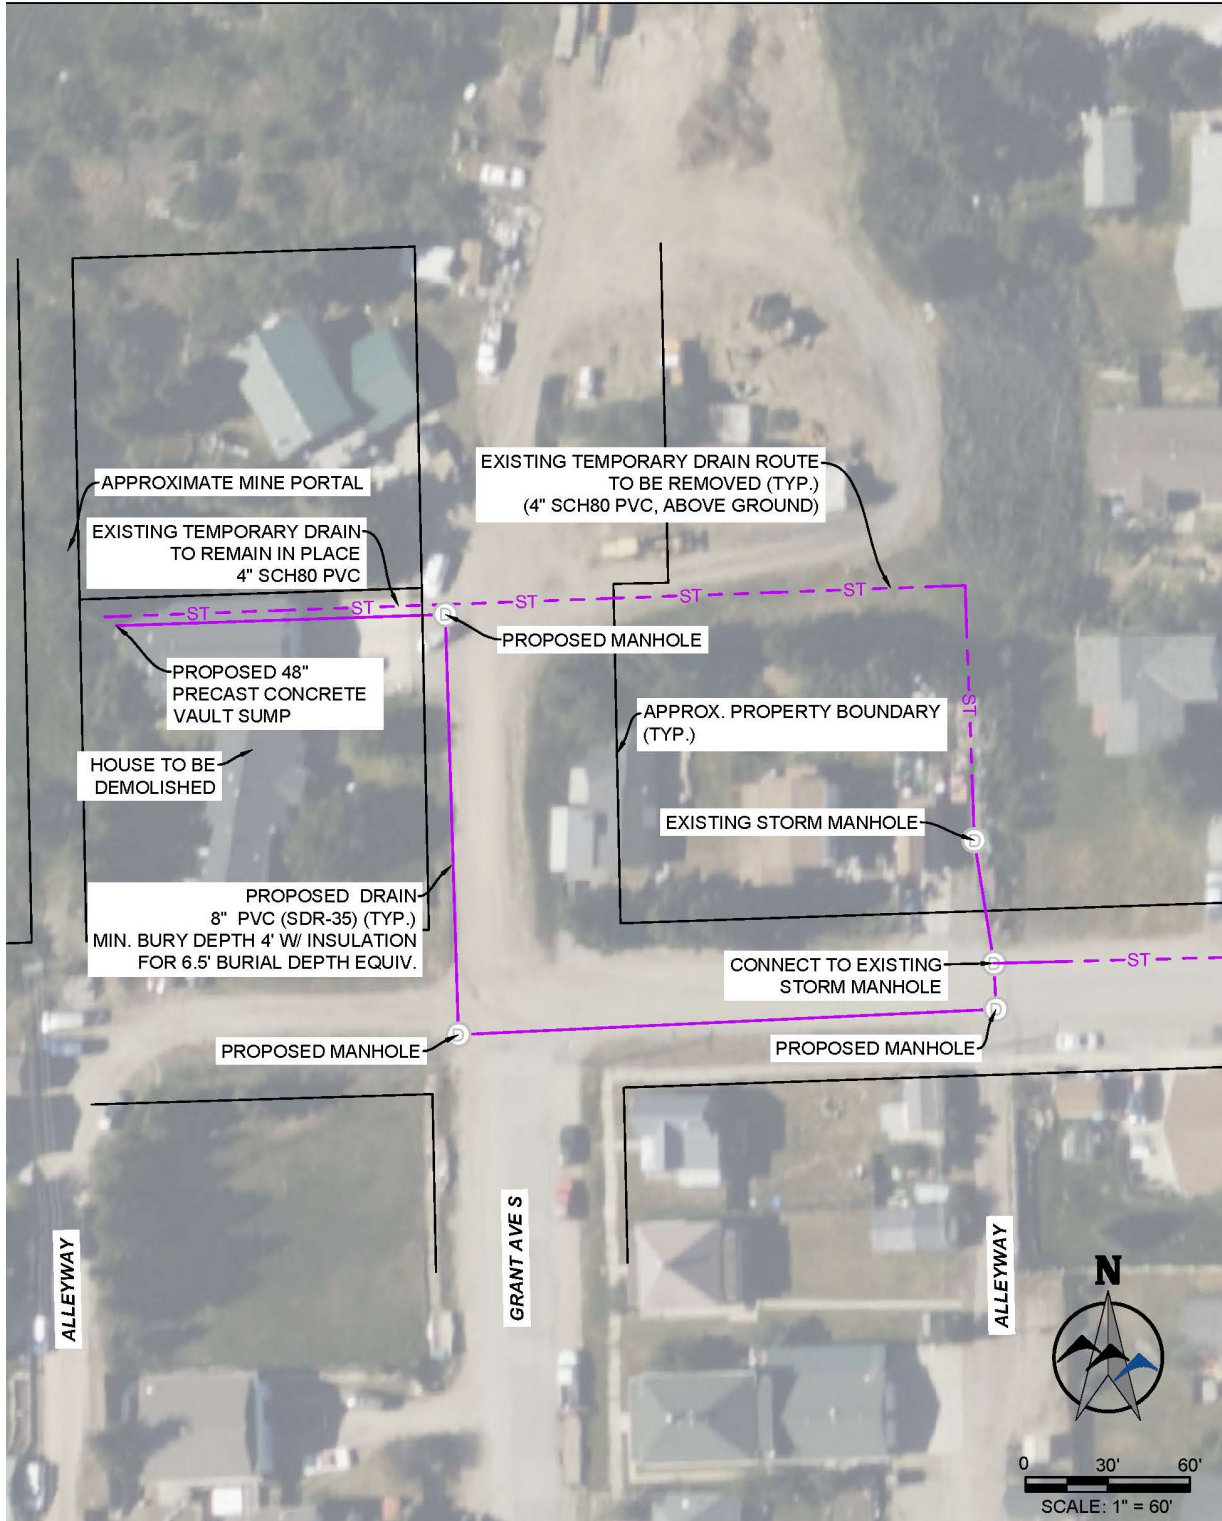 EXISTING TEMPORARY DRAIN ROUTE
TO BE REMOVED (TYP.)
(4" SCH80 PVC, ABOVE GROUND)
APPROXIMATE MINE PORTAL
EXISTING TEMPORARY DRAIN
TO REMAIN IN PLACE
4" SCH80 PVC
ST
ST
ST
ST
ST
D
PROPOSED MANHOLE
PROPOSED 48"
PRECAST CONCRETE
VAULT SUMP
ST
APPROX. PROPERTY BOUNDARY
(TYP.)
HOUSE TO BE
DEMOLISHED
EXISTING STORM MANHOLE
D
PROPOSED DRAIN
8" PVC (SDR-35) (TYP.)
MIN. BURY DEPTH 4' W/ INSULATION
FOR 6.5' BURIAL DEPTH EQUIV.
CONNECT TO EXISTING
STORM MANHOLE
D
ST
D
PROPOSED MANHOLE
D
PROPOSED MANHOLE
ALLEYWAY
GRANT AVE S
ALLEYWAY
N
0 30' 60'
SCALE: 1" = 60'